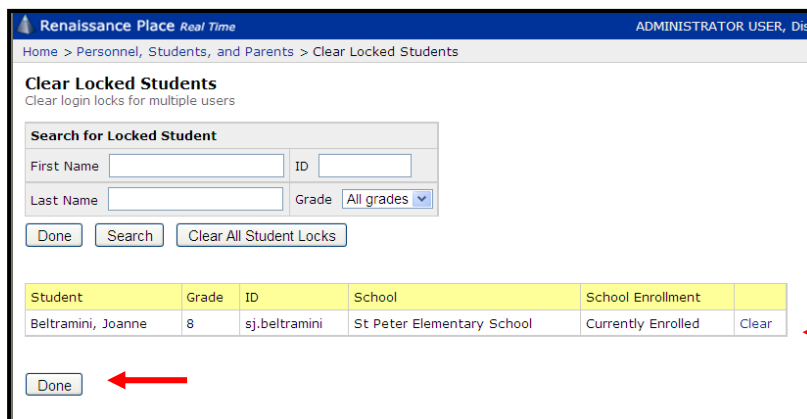 Renaissance Place Real Time ADMINISTRATOR USER, Dis
Home > Personnel, Students, and Parents > Clear Locked Students
Clear Locked Students
Clear login locks for multiple users
Search for Locked Student
First Name ID
Last Name Grade All grades
Done Search Clear All Student Locks
Student Grade ID School School Enrollment
Beltramini, Joanne 8 sj.beltramini St Peter Elementary School Currently Enrolled Clear
Done